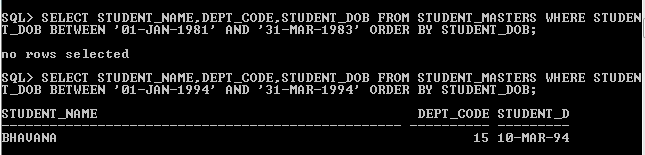 SQL> SELECT STUDENT_NAME,DEPT_CODE,STUDENT_DOB FROM STUDENT_MASTERS WHERE STUDEN
T_DOB BETWEEN '01-JAN-1981' AND '31-MAR-1983' ORDER BY STUDENT_DOB;
no rows selected
SQL> SELECT STUDENT_NAME,DEPT_CODE,STUDENT_DOB FROM STUDENT_MASTERS WHERE STUDEN
T_DOB BETWEEN '01-JAN-1994' AND '31-MAR-1994' ORDER BY STUDENT_DOB;
STUDENT_NAME DEPT_CODE STUDENT_D
-------------------------------------------------- ---------- ---------
BHAVANA 15 10-MAR-94